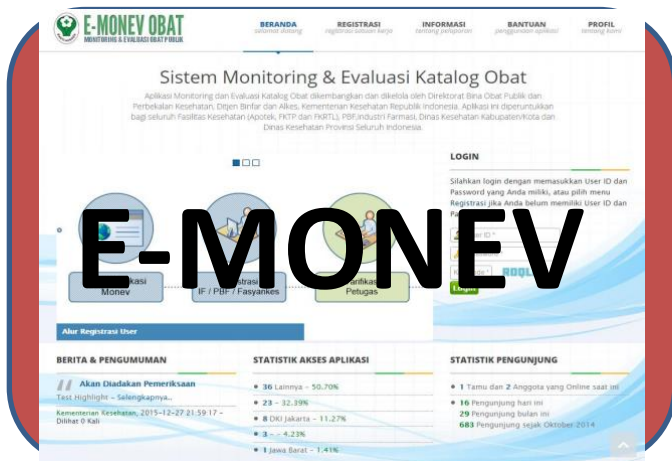 E-MONEV OBAT
MONITORING & EVALUASI OBAT PUBLIK
BERANDA
selamat datang
REGISTRASI
registrasi satuan kerja
INFORMASI
tentang pelaporan
BANTUAN
penggunaan aplikasi
PROFIL
tentang kami
Sistem Monitoring & Evaluasi Katalog Obat
Aplikasi Monitoring dan Evaluasi Katalog Obat dikembangkan dan dikelola oleh Direktorat Bina Obat Publik dan
Perbekalan Kesehatan, Ditjen Binfar dan Alkes, Kementerian Kesehatan Republik Indonesia. Aplikasi ini diperuntukkan
bagi seluruh Fasilitas Kesehatan (Apotek, FKTP dan FKRTL), PBF, Industri Farmasi, Dinas Kesehatan Kabupaten/Kota dan
Dinas Kesehatan Provinsi Seluruh Indonesia.
LOGIN
Silahkan login dengan memasukkan User ID dan
Password yang Anda miliki, atau pilih menu
Registrasi jika Anda belum memiliki User ID dan
E-MONEV
Monev
IF / PBF / Fasyankes
Petugas
ID *
Login
Alur Registrasi User
BERITA & PENGUMUMAN
Akan Diadakan Pemeriksaan
Test Highlight – Selengkapnya..
Kementerian Kesehatan, 2015-12-27 21:59:17 –
Dilihat 0 Kali
STATISTIK AKSES APLIKASI
36 Lainnya – 50.70%
23 – 32.39%
8 DKI Jakarta – 11.27%
3 – – 4.23%
1 Jawa Barat – 1.41%
STATISTIK PENGUNJUNG
1 Tamu dan 2 Anggota yang Online saat ini
16 Pengunjung hari ini
29 Pengunjung bulan ini
683 Pengunjung sejak Oktober 2014